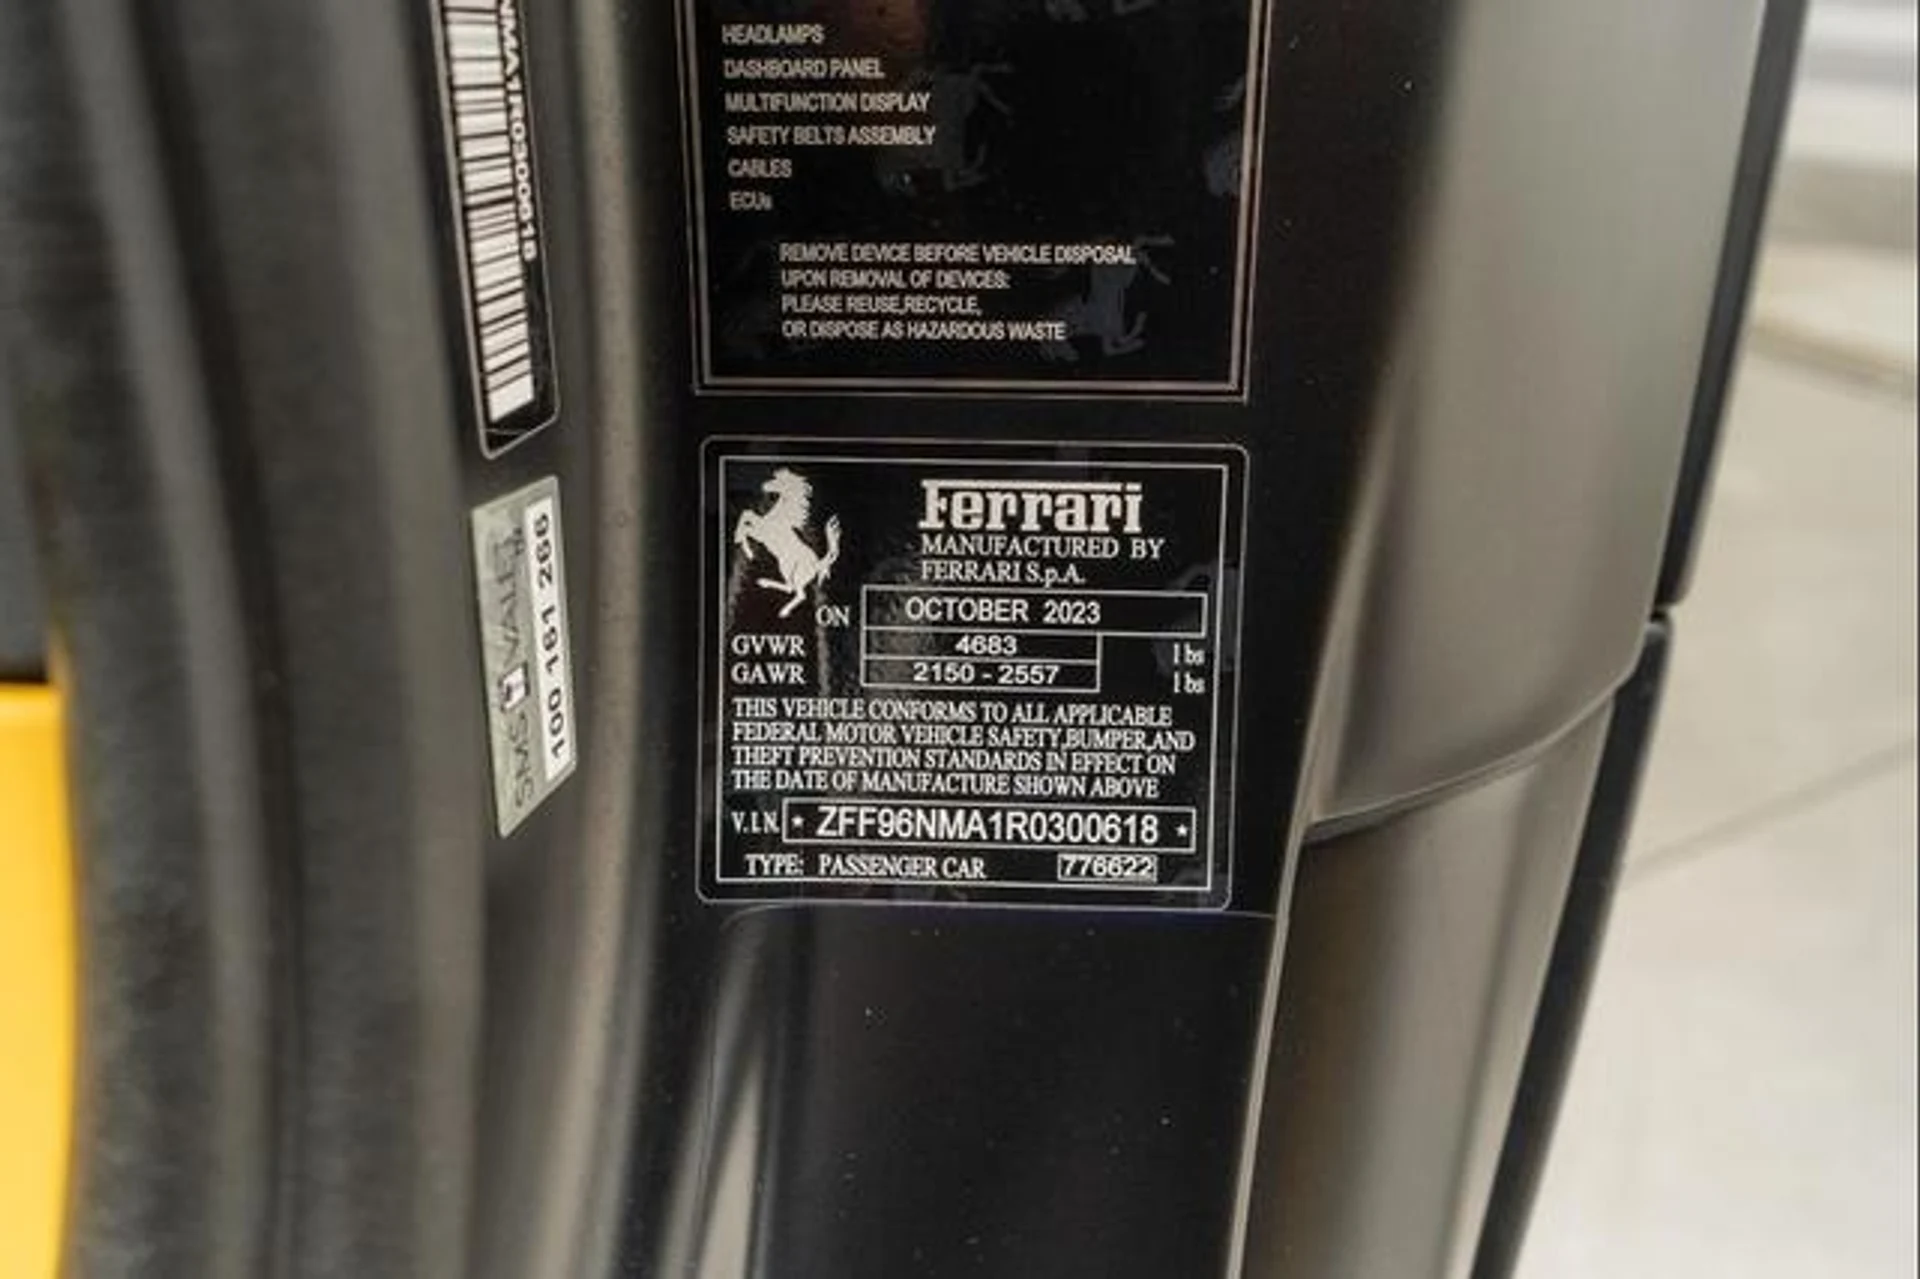 NMA1R0300618
HEADLAMPS
DASHBOARD PANEL
MULTIFUNCTION DISPLAY
SAFETY BELTS ASSEMBLY
CABLES
ECUs
REMOVE DEVICE BEFORE VEHICLE DISPOSAL
UPON REMOVAL OF DEVICES:
PLEASE REUSE,RECYCLE,
OR DISPOSE AS HAZARDOUS WASTE
SMS VALET
100 161 266
Ferrari
MANUFACTURED BY
FERRARI S.p.A.
ON OCTOBER 2023
GVWR 4683 lbs
GAWR 2150 - 2557 lbs
THIS VEHICLE CONFORMS TO ALL APPLICABLE
FEDERAL MOTOR VEHICLE SAFETY,BUMPER,AND
THEFT PREVENTION STANDARDS IN EFFECT ON
THE DATE OF MANUFACTURE SHOWN ABOVE
V.I.N. * ZFF96NMA1R0300618 *
TYPE: PASSENGER CAR 776622